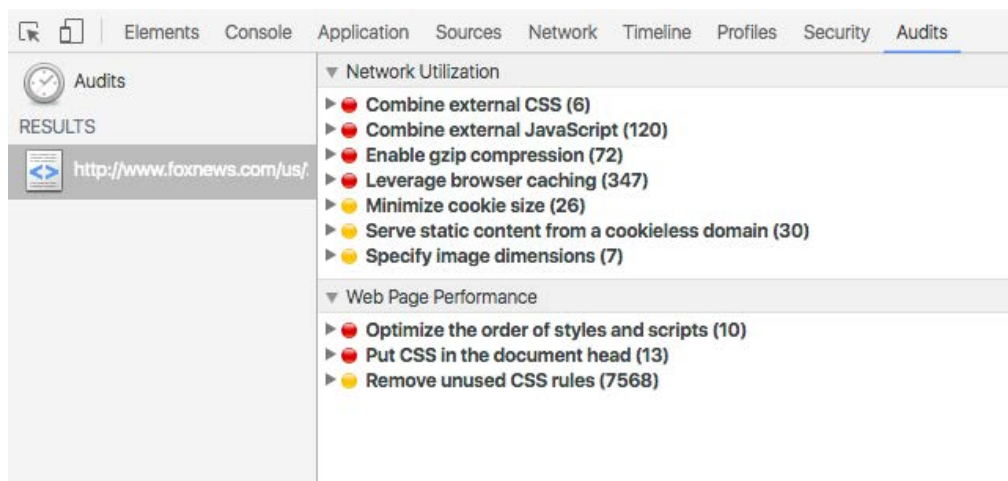 Elements Console Application Sources Network Timeline Profiles Security Audits
Audits
RESULTS
http://www.foxnews.com/us/
Network Utilization
Combine external CSS (6)
Combine external JavaScript (120)
Enable gzip compression (72)
Leverage browser caching (347)
Minimize cookie size (26)
Serve static content from a cookieless domain (30)
Specify image dimensions (7)
Web Page Performance
Optimize the order of styles and scripts (10)
Put CSS in the document head (13)
Remove unused CSS rules (7568)